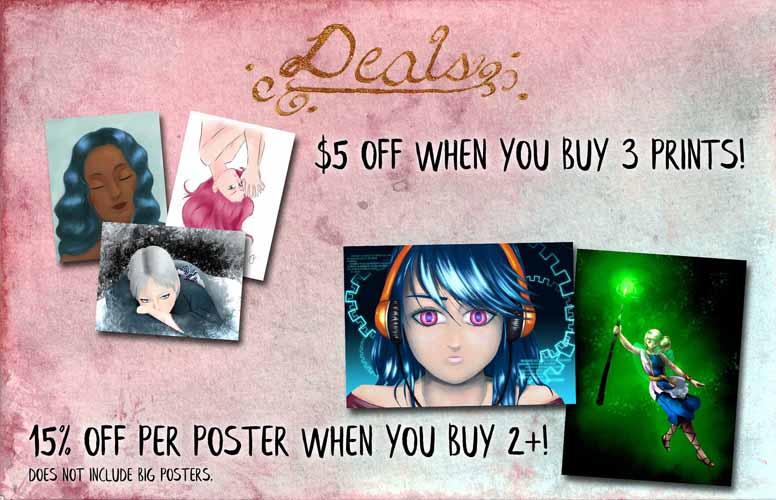 Deals
$5 OFF WHEN YOU BUY 3 PRINTS!
15% OFF PER POSTER WHEN YOU BUY 2+!
DOES NOT INCLUDE BIG POSTERS.